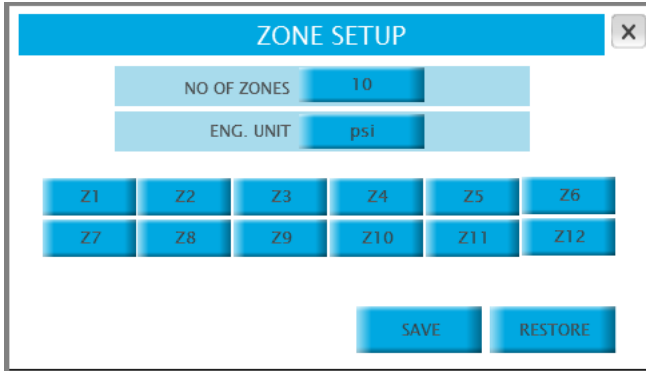 ZONE SETUP
X
NO OF ZONES 10
ENG. UNIT psi
Z1 Z2 Z3 Z4 Z5 Z6
Z7 Z8 Z9 Z10 Z11 Z12
SAVE RESTORE